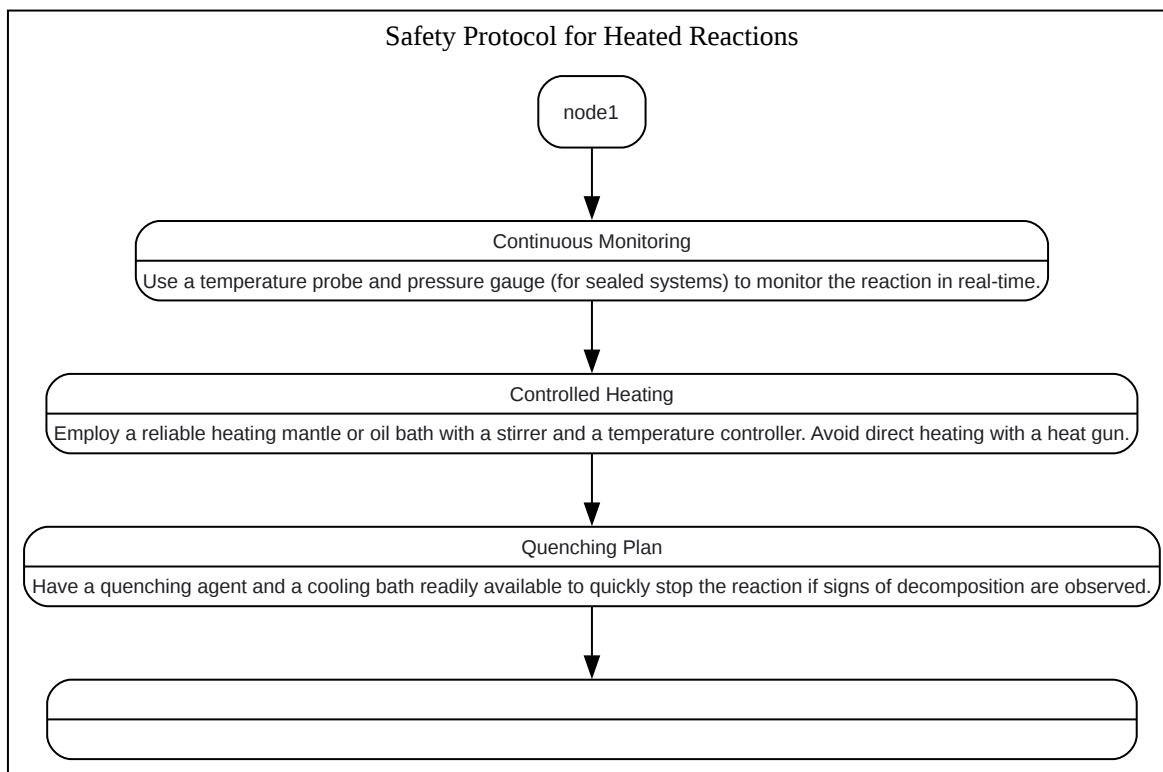 Safety Protocol for Heated Reactions
node1
Continuous Monitoring
Use a temperature probe and pressure gauge (for sealed systems) to monitor the reaction in real-time.
Controlled Heating
Employ a reliable heating mantle or oil bath with a stirrer and a temperature controller. Avoid direct heating with a heat gun.
Quenching Plan
Have a quenching agent and a cooling bath readily available to quickly stop the reaction if signs of decomposition are observed.